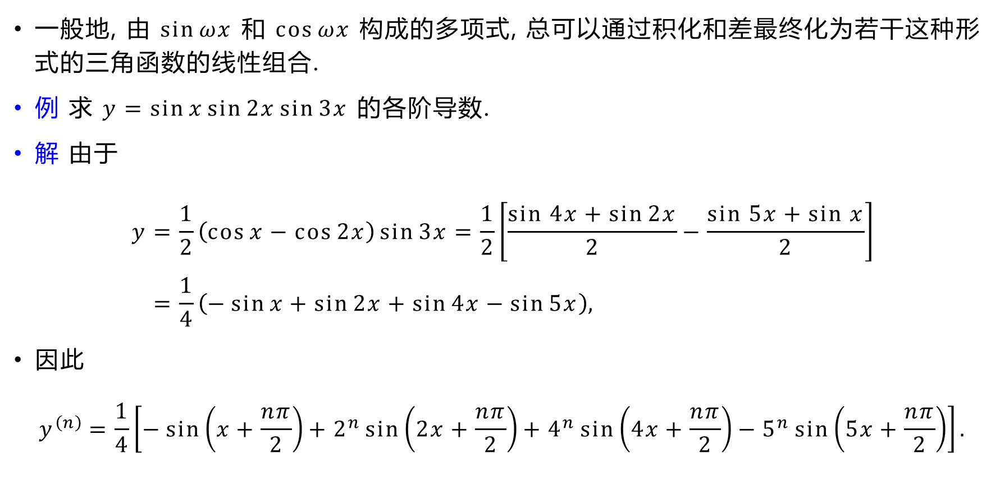 • 一般地, 由 sin ωx 和 cos ωx 构成的多项式, 总可以通过积化和差最终化为若干这种形
式的三角函数的线性组合.
• 例 求 y = sin x sin 2x sin 3x 的各阶导数.
• 解 由于
y = \frac{1}{2}(cos x − cos 2x) sin 3x = \frac{1}{2}\left[\frac{sin 4x + sin 2x}{2} − \frac{sin 5x + sin x}{2}\right]
= \frac{1}{4}(− sin x + sin 2x + sin 4x − sin 5x),
• 因此
y^{(n)} = \frac{1}{4}\left[− sin\left(x + \frac{nπ}{2}\right) + 2^n sin\left(2x + \frac{nπ}{2}\right) + 4^n sin\left(4x + \frac{nπ}{2}\right) − 5^n sin\left(5x + \frac{nπ}{2}\right)\right].